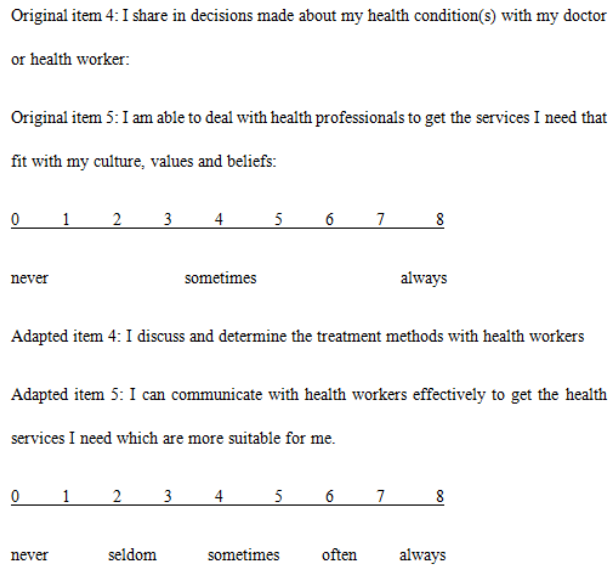 Original item 4: I share in decisions made about my health condition(s) with my doctor
or health worker:
Original item 5: I am able to deal with health professionals to get the services I need that
fit with my culture, values and beliefs:
0 1 2 3 4 5 6 7 8
never sometimes always
Adapted item 4: I discuss and determine the treatment methods with health workers
Adapted item 5: I can communicate with health workers effectively to get the health
services I need which are more suitable for me.
0 1 2 3 4 5 6 7 8
never seldom sometimes often always